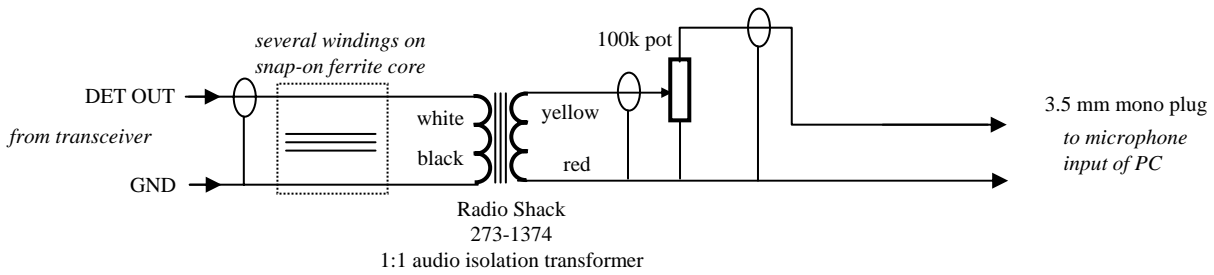 several windings on
snap-on ferrite core
100k pot
DET OUT
from transceiver
GND
white
black
yellow
red
3.5 mm mono plug
to microphone
input of PC
Radio Shack
273-1374
1:1 audio isolation transformer